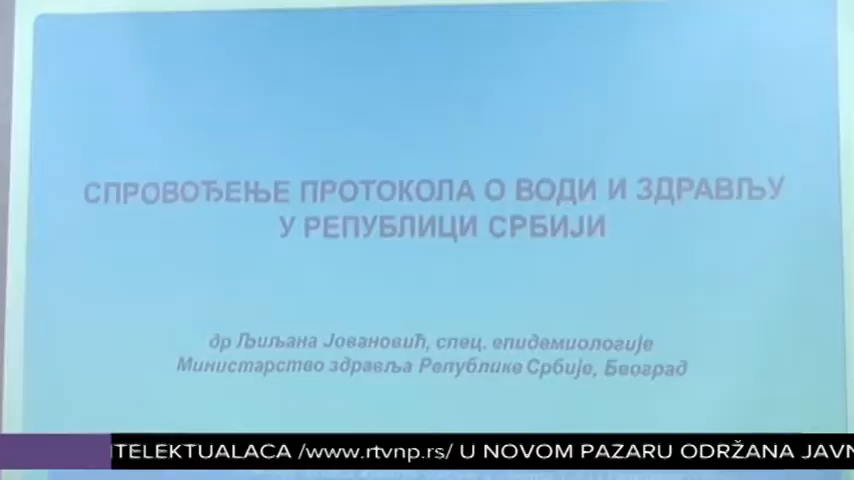 СПРОВОЂЕЊЕ ПРОТОКОЛА О ВОДИ И ЗДРАВЉУ
У РЕПУБЛИЦИ СРБИЈИ
др Љиљана Јовановић, спец. епидемиологије
Министарство здравља Републике Србије, Београд
ITELEKTUALACA /www.rtvnp.rs/ U NOVOM PAZARU ODRŽANA JAVN